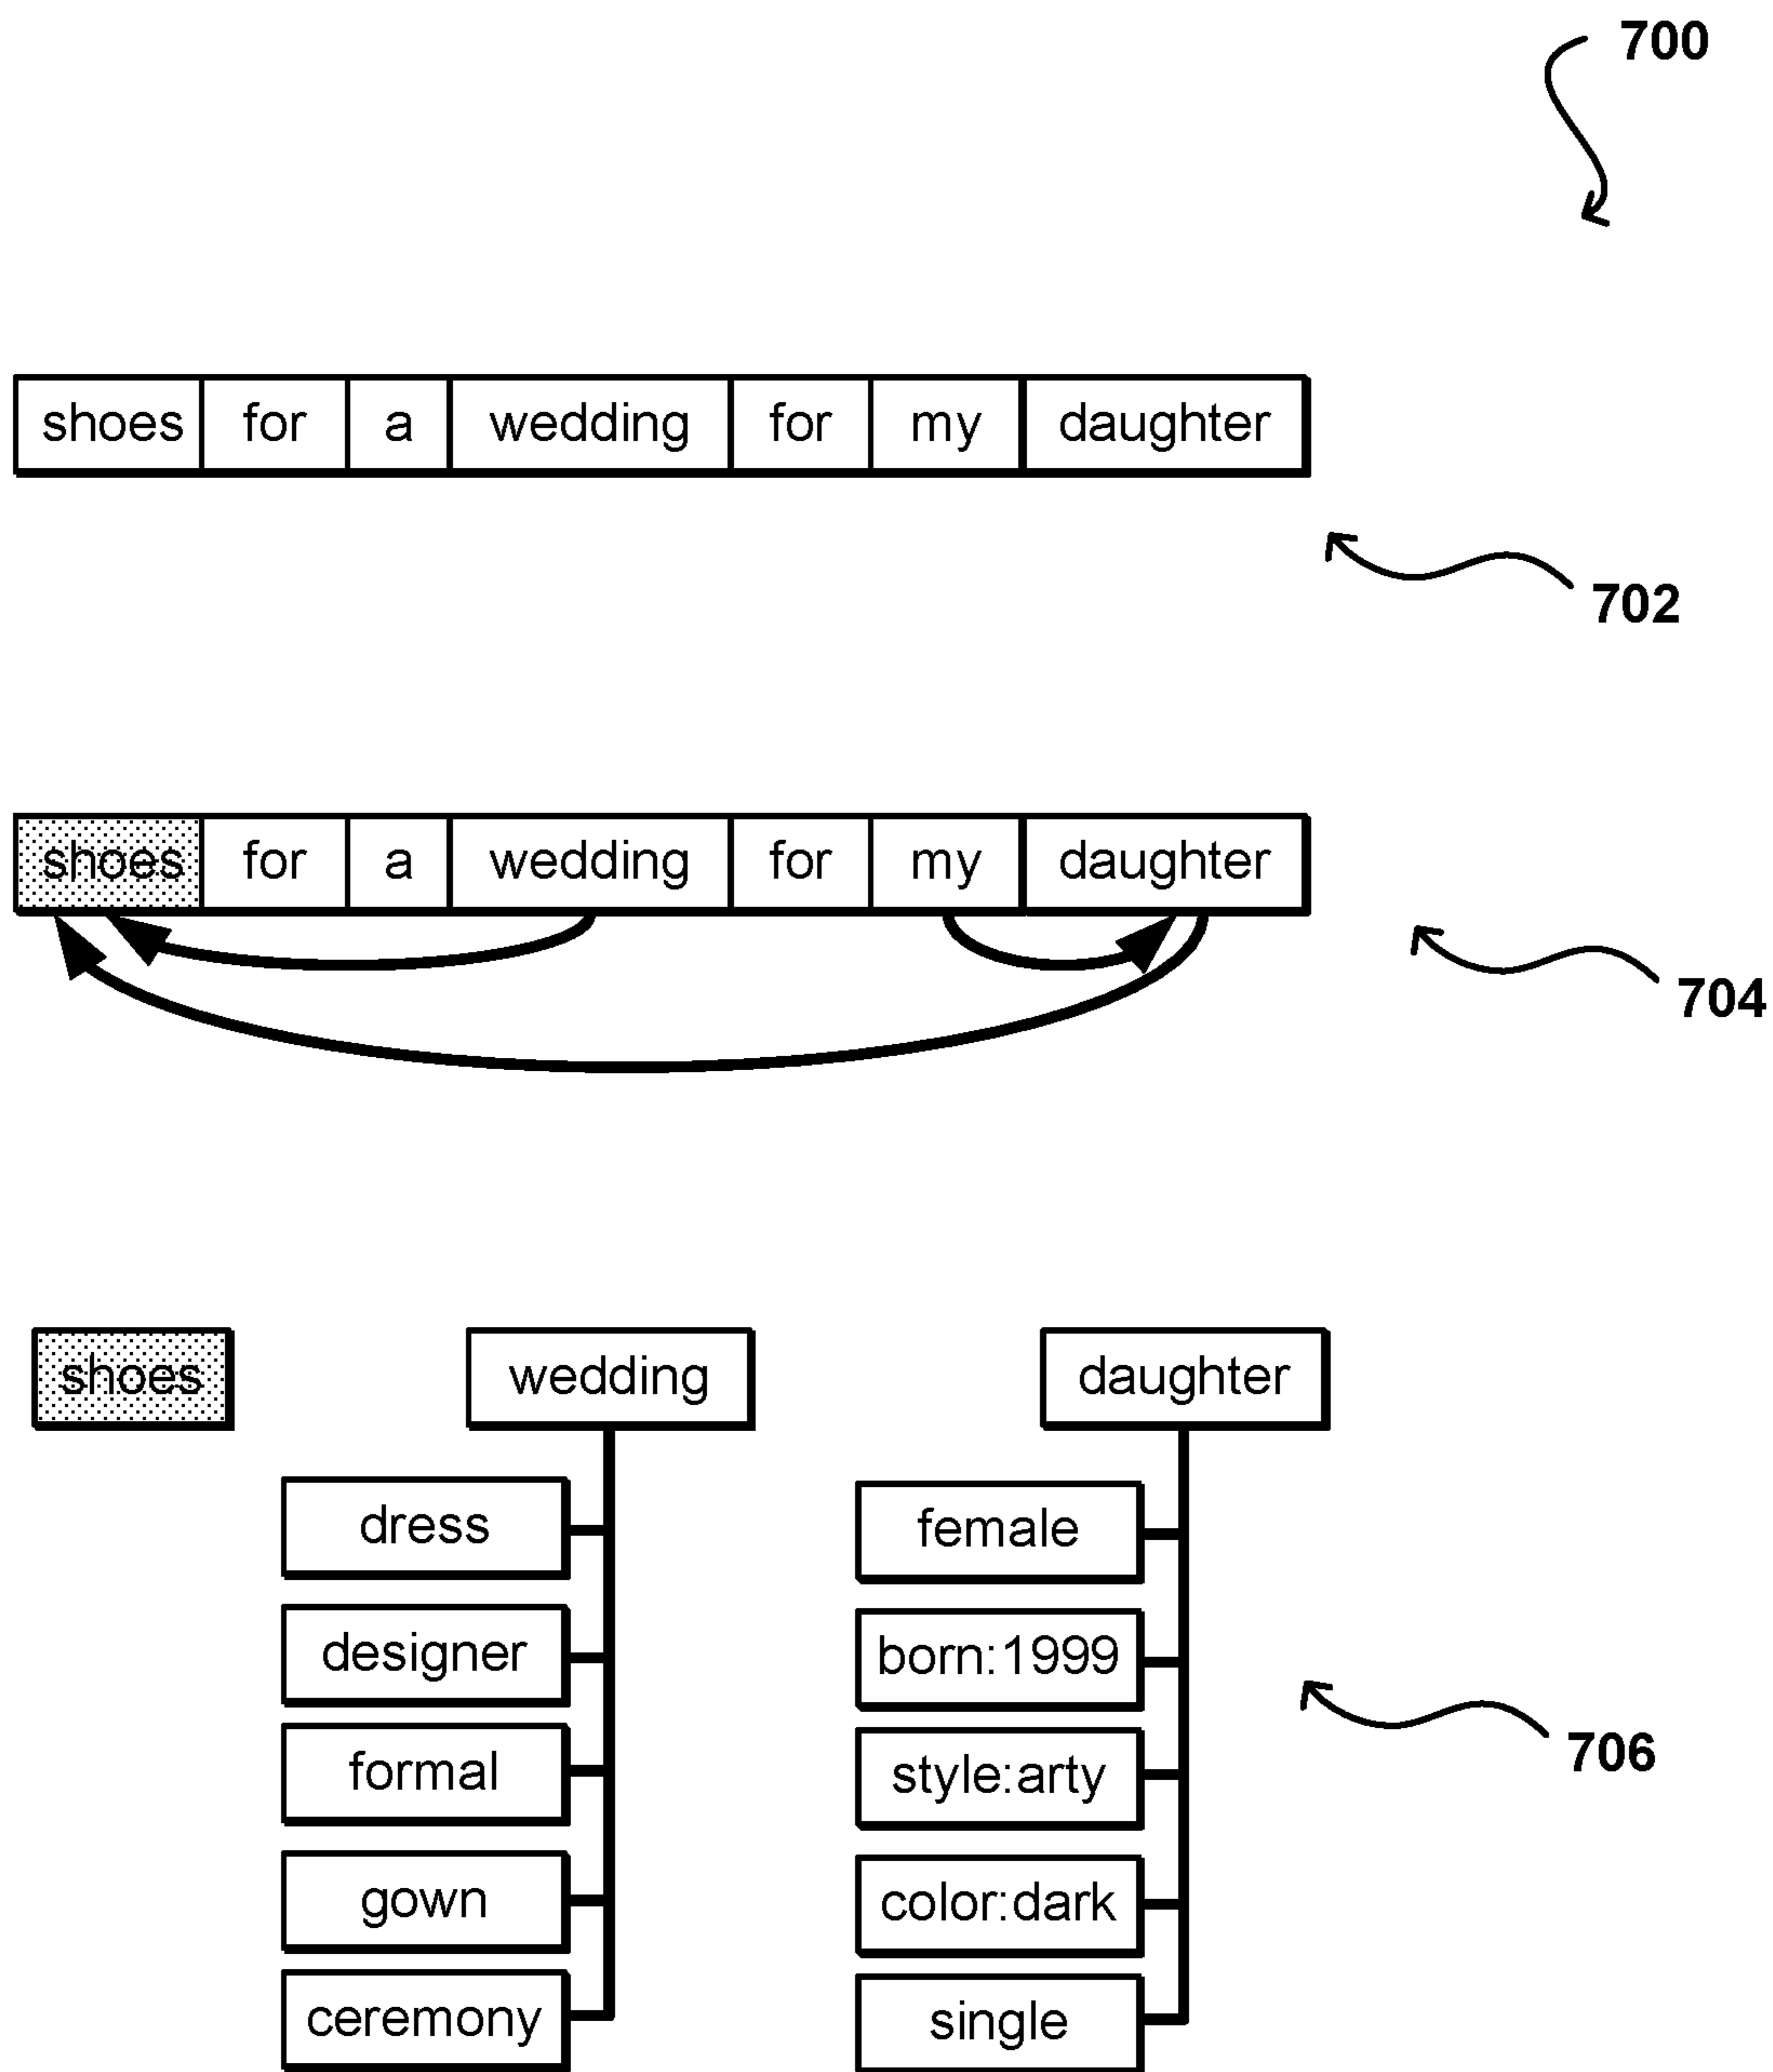 700
shoes for a wedding for my daughter
702
shoes for a wedding for my daughter
704
shoes wedding daughter
dress female
designer born:1999
706
formal style:arty
gown color:dark
ceremony single